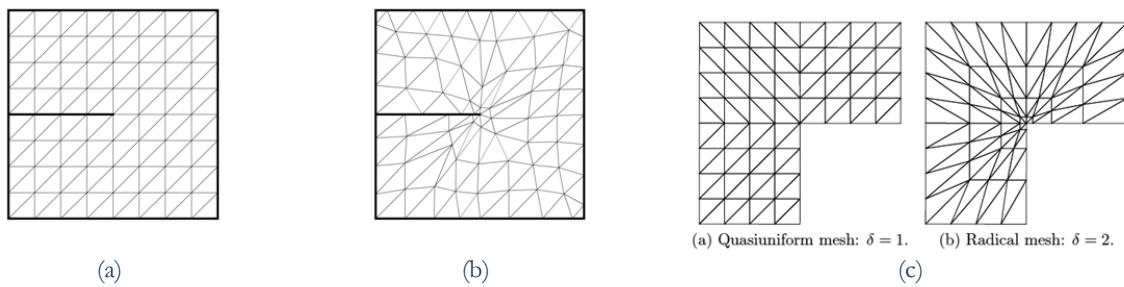 (a) Quasiuniform mesh: δ = 1.
(b) Radical mesh: δ = 2.
(a)
(b)
(c)